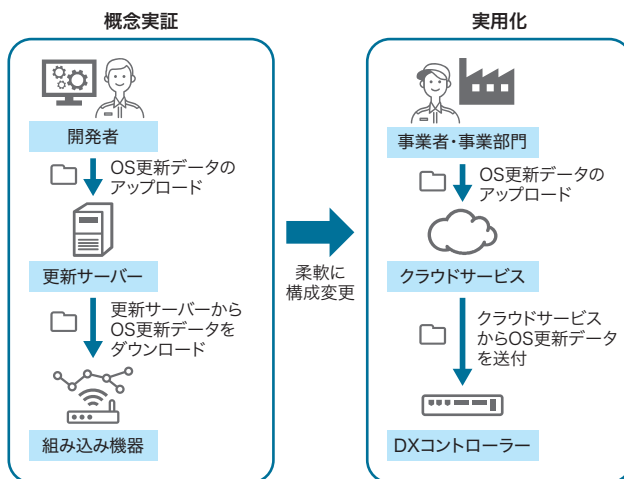 概念実証
開発者
OS更新データの
アップロード
更新サーバー
更新サーバーから
OS更新データを
ダウンロード
組み込み機器
柔軟に
構成変更
実用化
事業者・事業部門
OS更新データの
アップロード
クラウドサービス
クラウドサービス
からOS更新データ
を送付
DXコントローラー